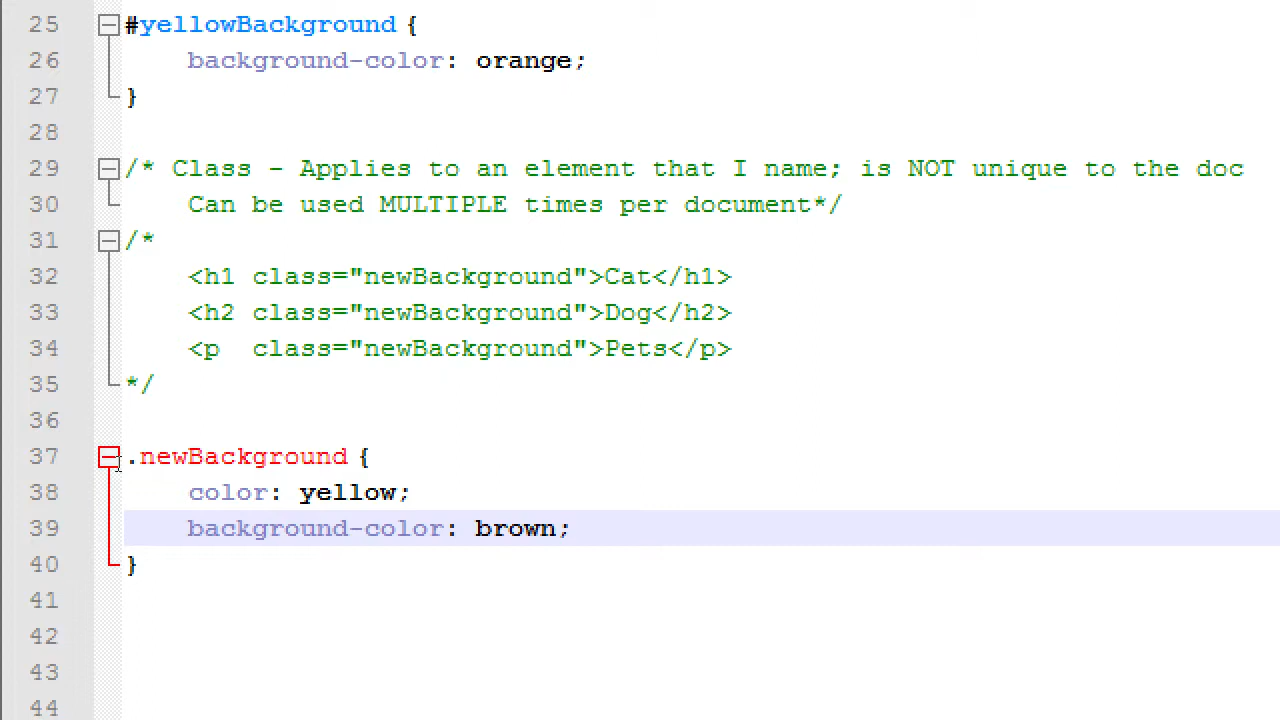 25 #yellowBackground {
26 background-color: orange;
27 }
28
29 /* Class - Applies to an element that I name; is NOT unique to the doc
30 Can be used MULTIPLE times per document*/
31 /*
32 <h1 class="newBackground">Cat</h1>
33 <h2 class="newBackground">Dog</h2>
34 <p  class="newBackground">Pets</p>
35 */
36
37 .newBackground {
38 color: yellow;
39 background-color: brown;
40 }
41
42
43
44